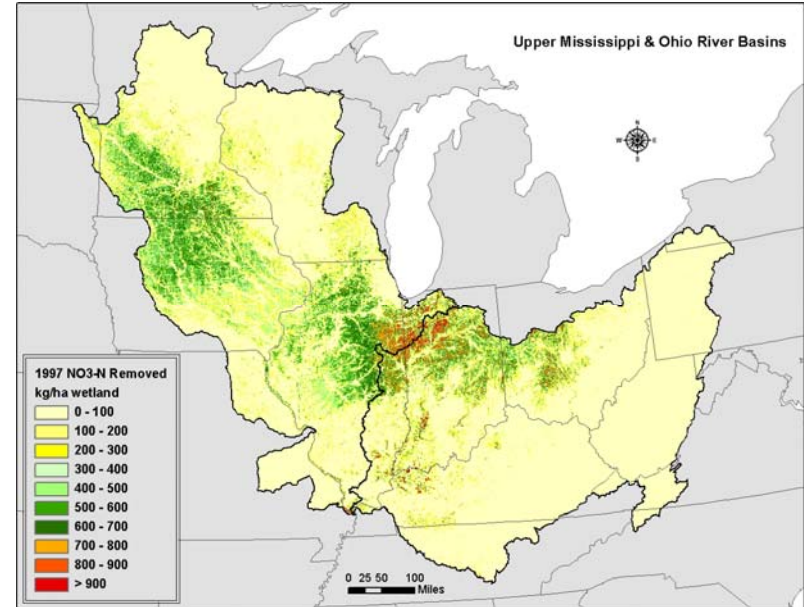 Upper Mississippi & Ohio River Basins
N
W E
S
1997 NO3-N Removed
kg/ha wetland
0 - 100
100 - 200
200 - 300
300 - 400
400 - 500
500 - 600
600 - 700
700 - 800
800 - 900
> 900
0 25 50 100
Miles